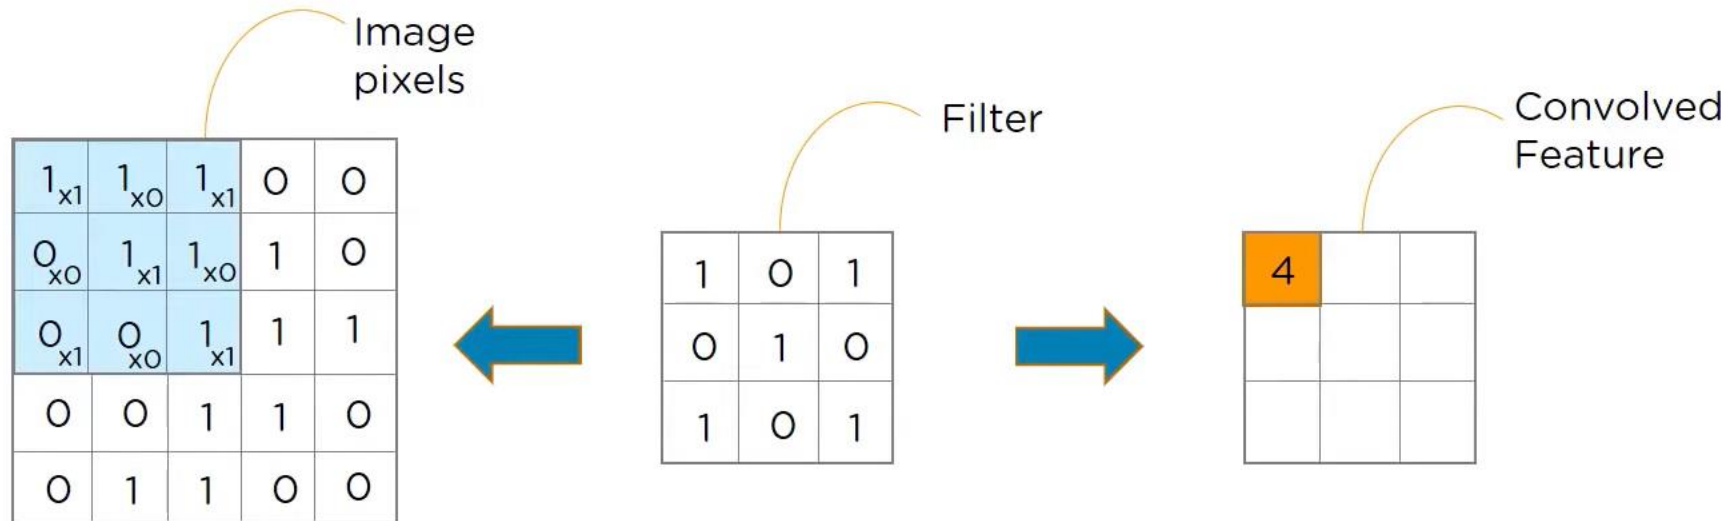 Image
pixels
Filter
Convolved
Feature
1x1 1x0 1x1 0 0
0x0 1x1 1x0 1 0
0x1 0x0 1x1 1 1
0 0 1 1 0
0 1 1 0 0
1 0 1
0 1 0
1 0 1
4